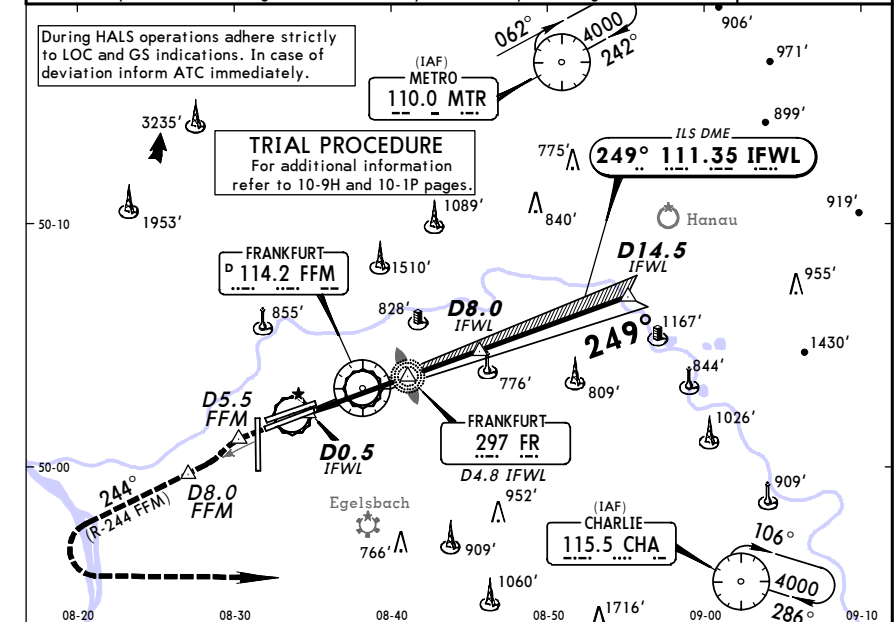 During HALS operations adhere strictly
to LOC and GS indications. In case of
deviation inform ATC immediately.
062°
4000
242°
906'
971'
(IAF)
METRO
110.0 MTR
899'
3235'
TRIAL PROCEDURE
For additional information
refer to 10-9H and 10-1P pages.
775'
ILS DME
249° 111.35 IFWL
1953'
1089'
840'
Hanau
919'
50-10
FRANKFURT
D 114.2 FFM
1510'
D14.5
IFWL
955'
855'
828'
D8.0
IFWL
249°
1167'
1430'
776'
809'
844'
D5.5
FFM
D0.5
IFWL
FRANKFURT
297 FR
D4.8 IFWL
1026'
50-00
244°
(R-244 FFM)
D8.0
FFM
Egelsbach
952'
909'
766'
909'
(IAF)
CHARLIE
115.5 CHA
106°
4000
286°
1060'
1716'
08-20
08-30
08-40
08-50
09-00
09-10